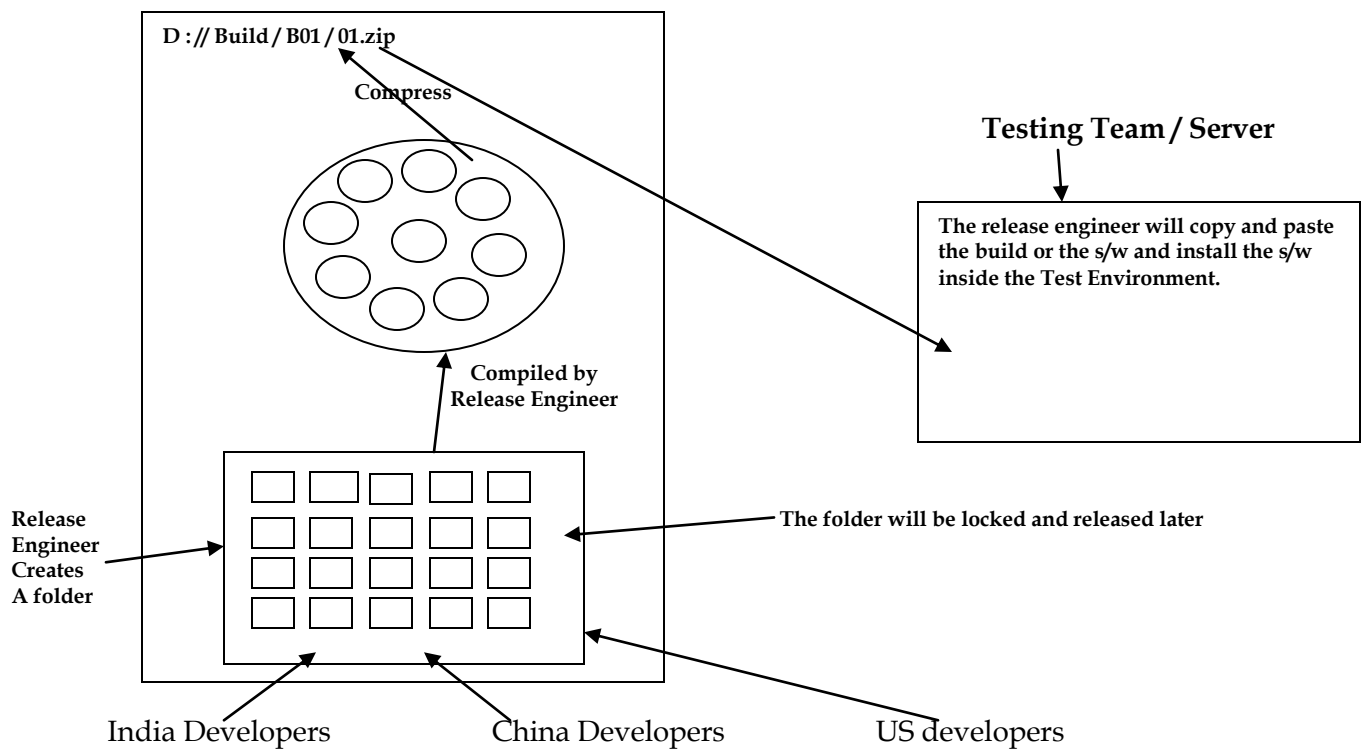 D : // Build / B01 / 01.zip
Compress
Testing Team / Server
The release engineer will copy and paste
the build or the s/w and install the s/w
inside the Test Environment.
Compiled by
Release Engineer
Release
Engineer
Creates
A folder
The folder will be locked and released later
India Developers
China Developers
US developers